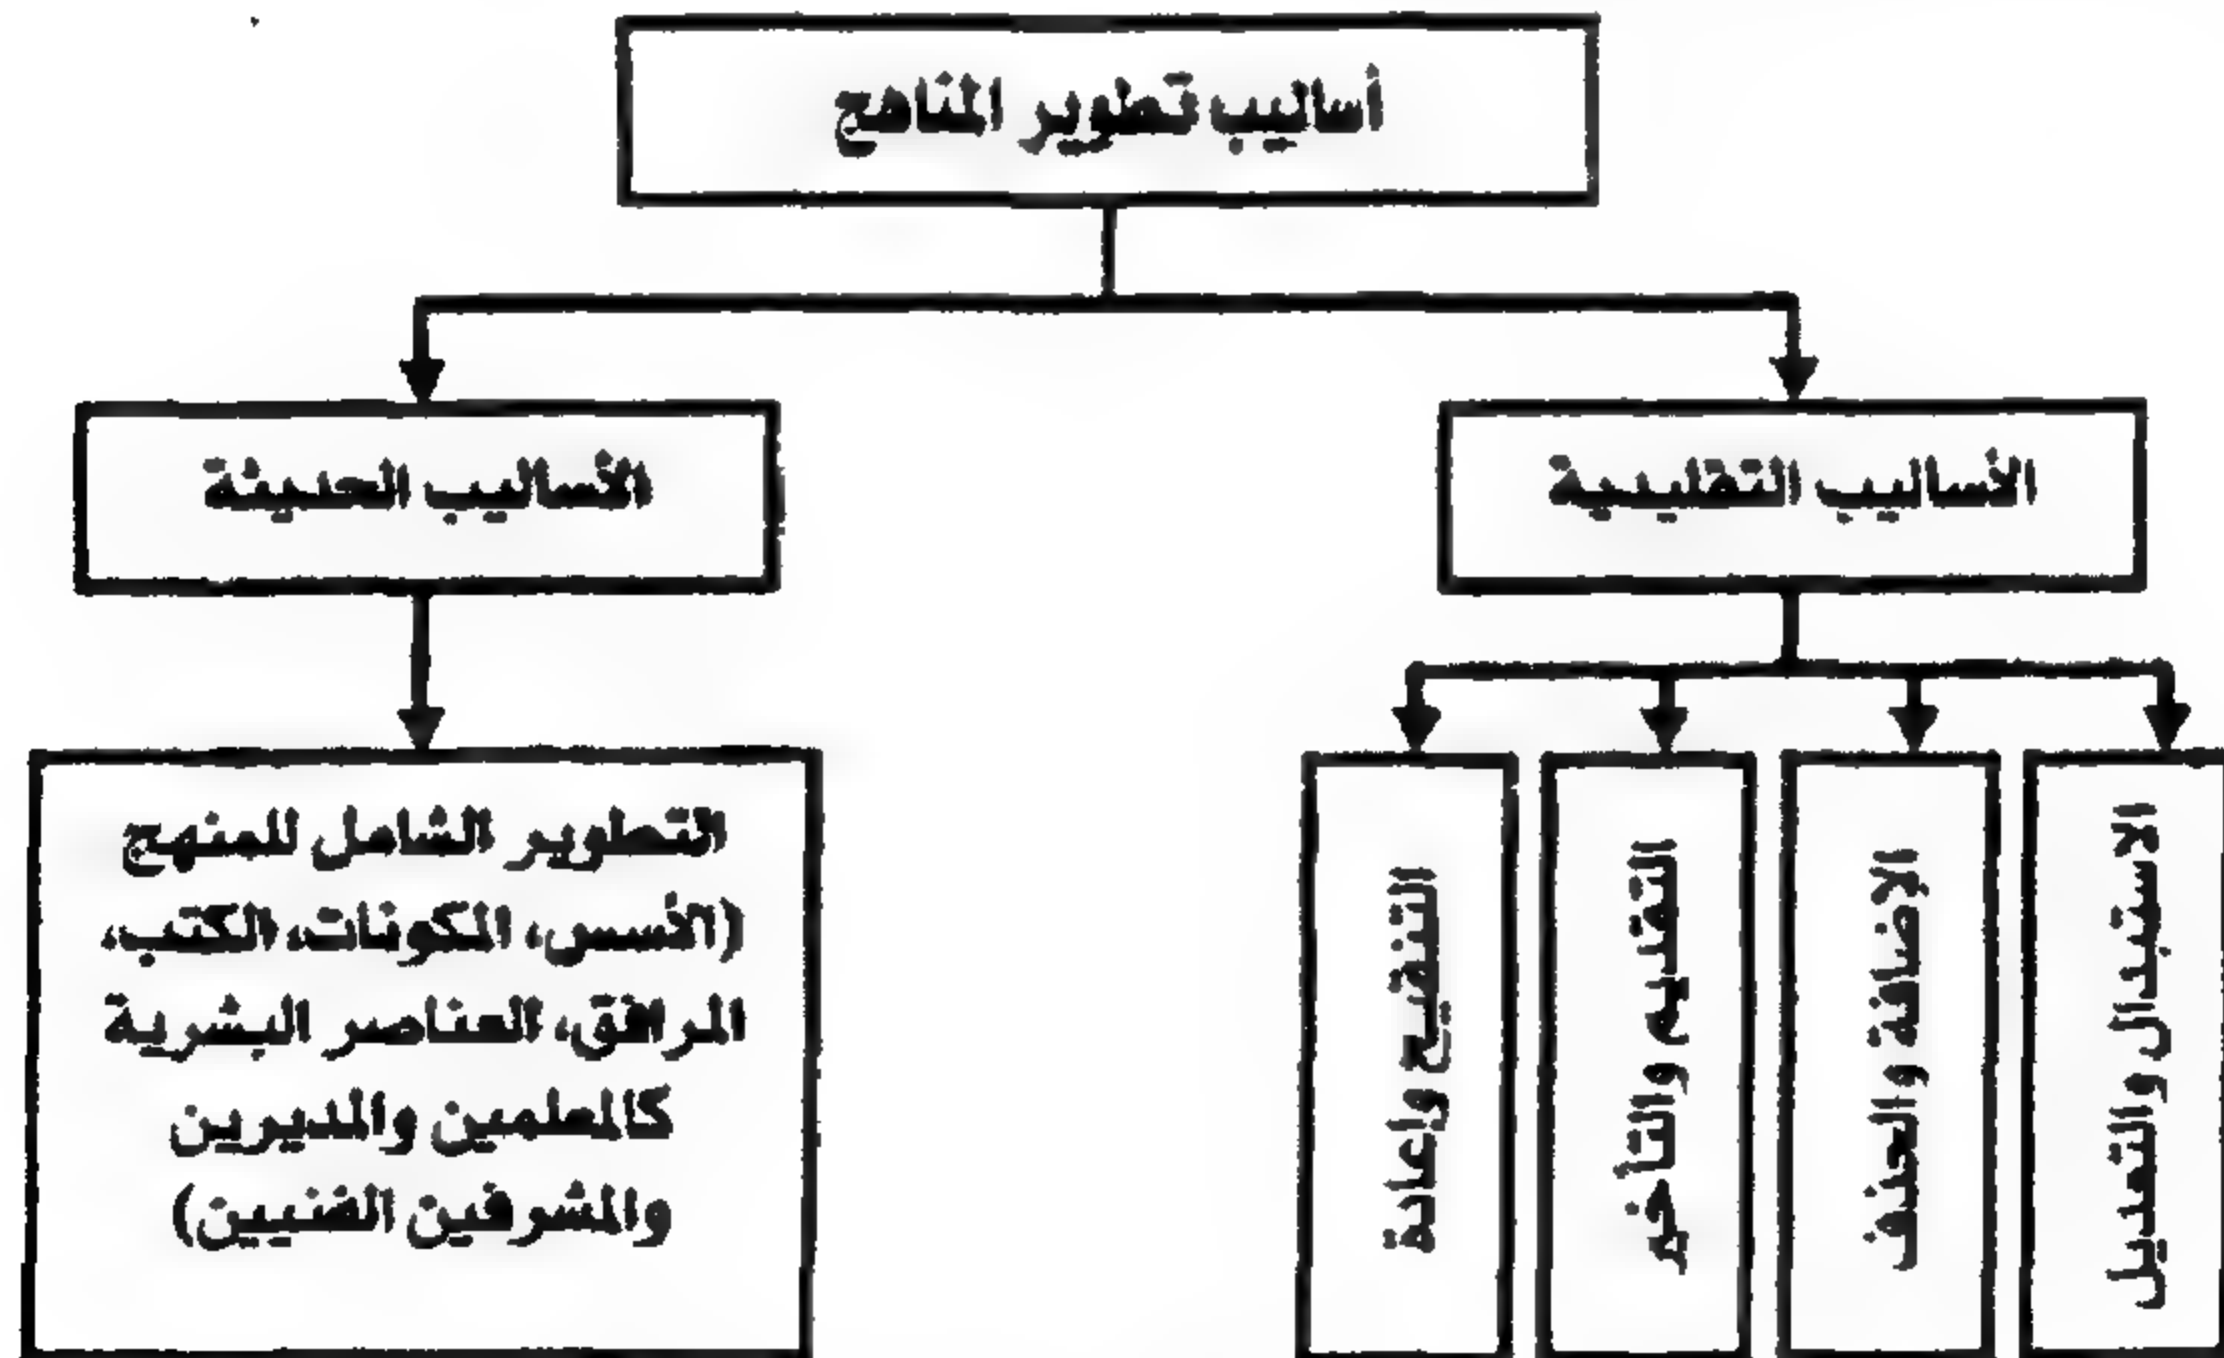 أساليب تطوير المناهج
الأساليب التقليدية
الأساليب الحديثة
الاستبدال والتعديل
الإضافة والحذف
التقديم والتأخير
التنقيح وإعادة
التطوير الشامل للمنهج
(الأسس، المكونات، الكتب،
المرافق، العناصر البشرية
كالمعلمين والمديرين
والمشرفين الفنيين)